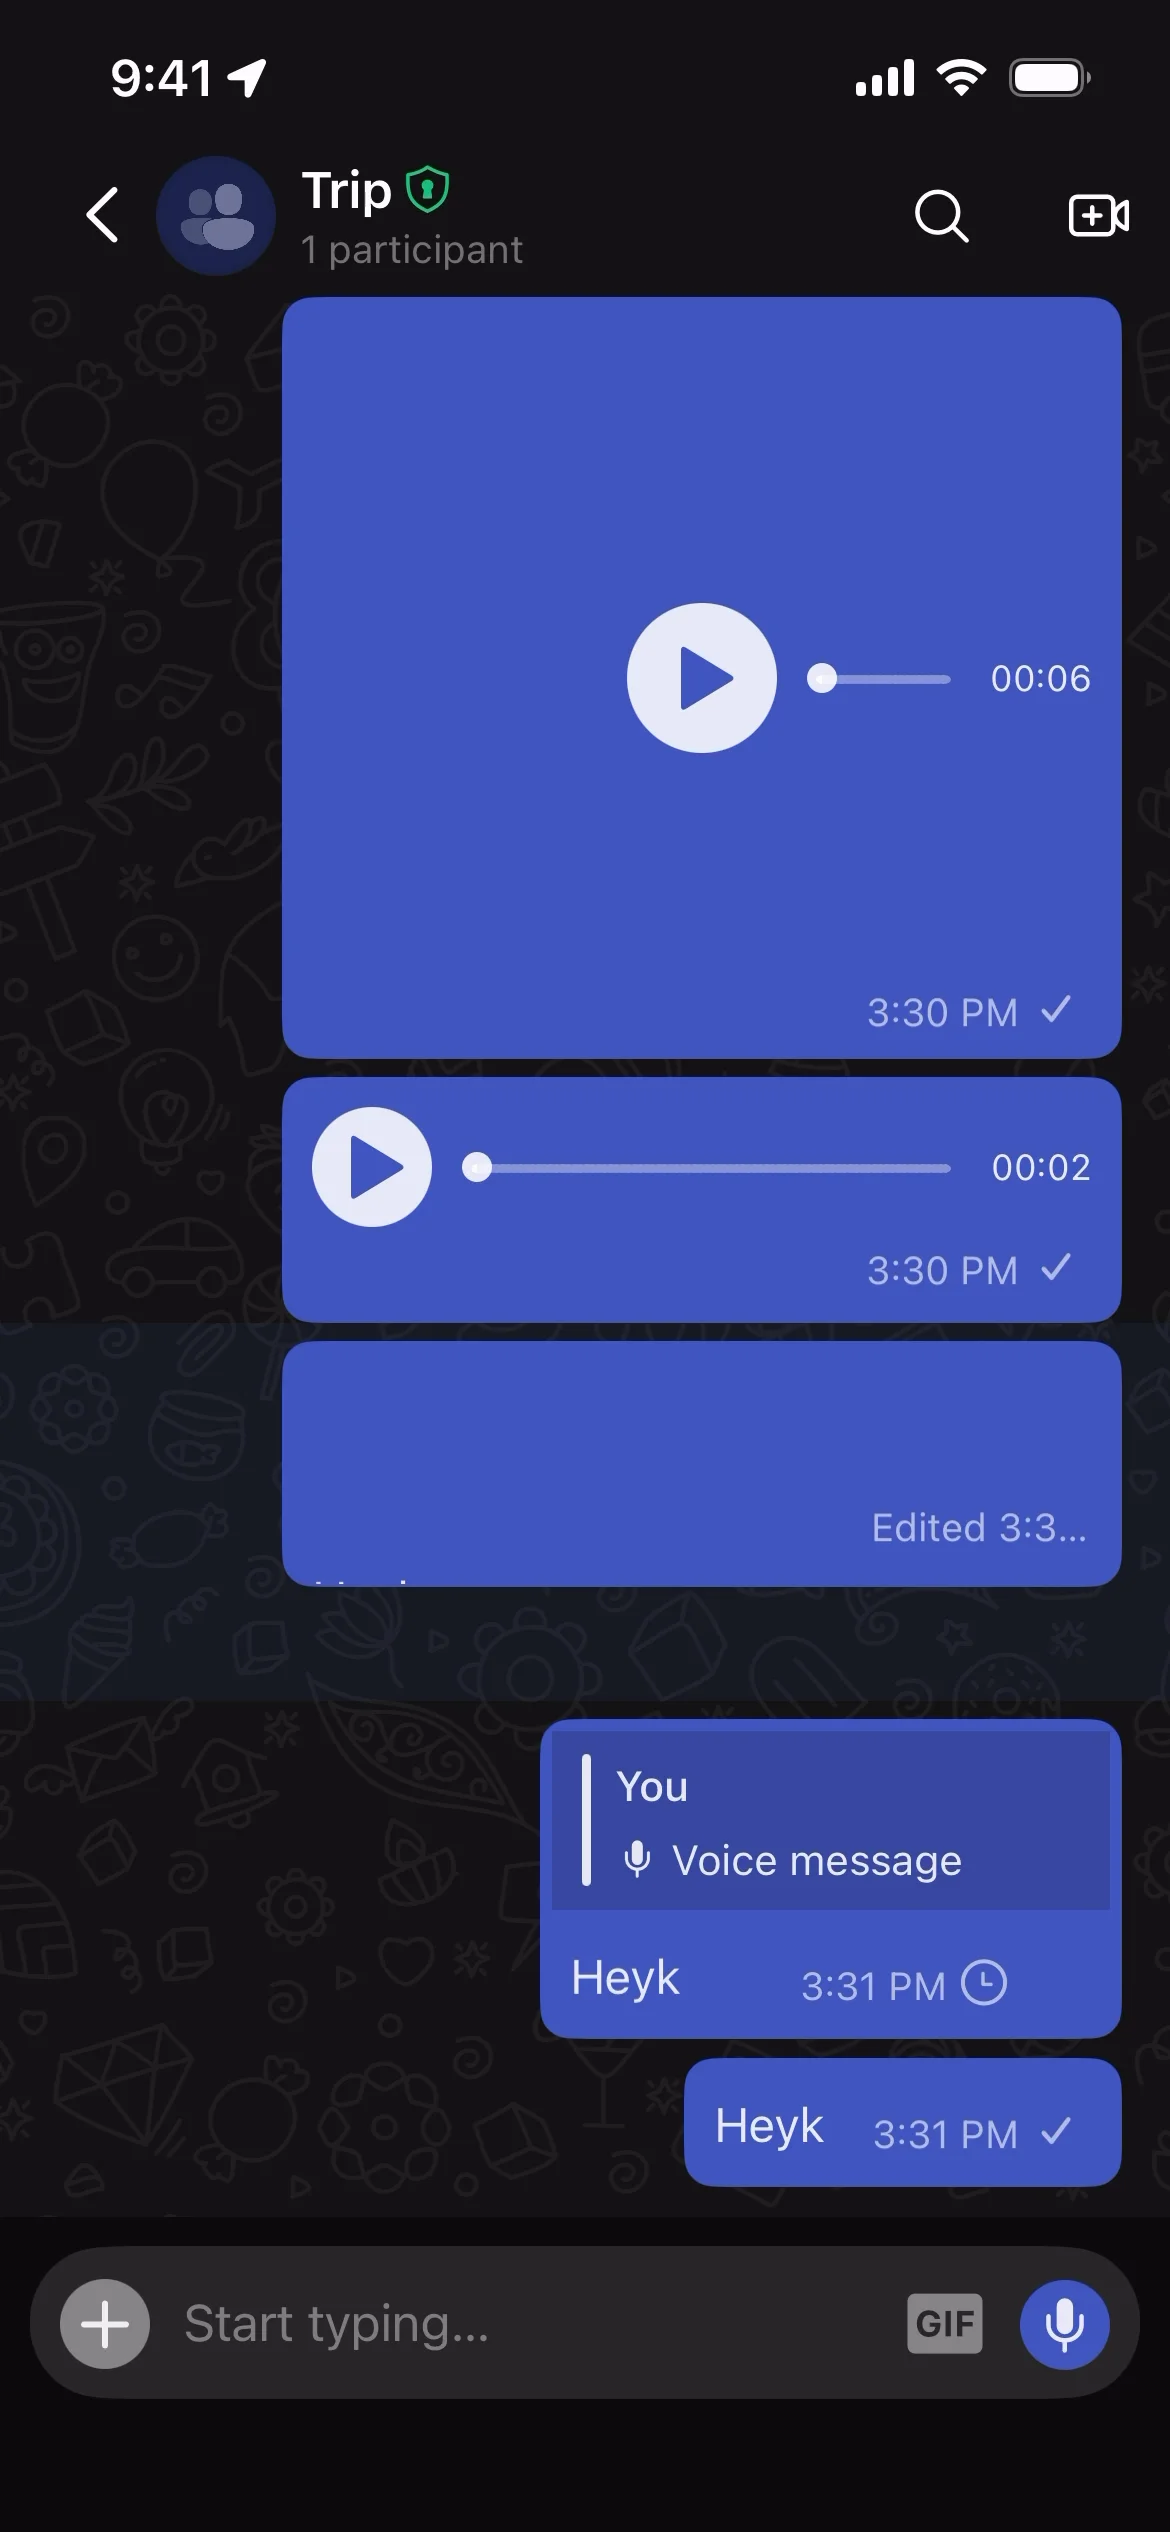 9:41
Trip
1 participant
00:06
3:30 PM
00:02
3:30 PM
Edited 3:3...
You
Voice message
Heyk 3:31 PM
Heyk 3:31 PM
Start typing... GIF